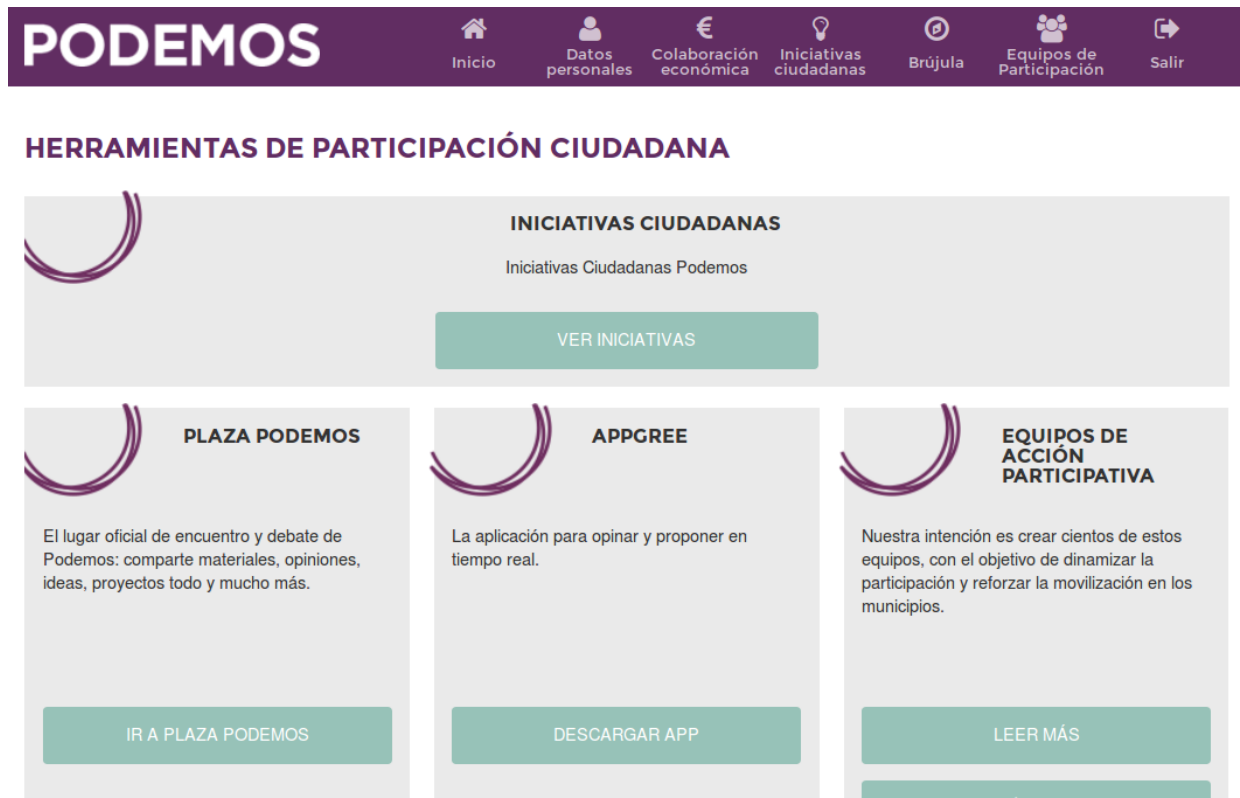 PODEMOS
Inicio
Datos
personales
Colaboración
económica
Iniciativas
ciudadanas
Brújula
Equipos de
Participación
Salir
HERRAMIENTAS DE PARTICIPACIÓN CIUDADANA
INICIATIVAS CIUDADANAS
Iniciativas Ciudadanas Podemos
VER INICIATIVAS
PLAZA PODEMOS
El lugar oficial de encuentro y debate de
Podemos: comparte materiales, opiniones,
ideas, proyectos todo y mucho más.
IR A PLAZA PODEMOS
APPGREE
La aplicación para opinar y proponer en
tiempo real.
DESCARGAR APP
EQUIPOS DE
ACCIÓN
PARTICIPATIVA
Nuestra intención es crear cientos de estos
equipos, con el objetivo de dinamizar la
participación y reforzar la movilización en los
municipios.
LEER MÁS